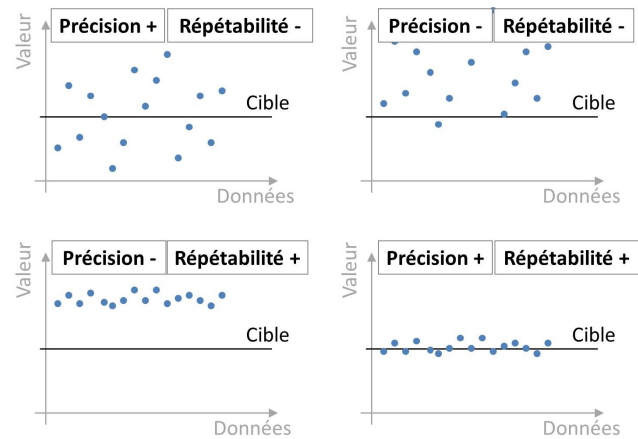 Valeur
Précision +
Répétabilité -
Cible
Données
Valeur
Précision -
Répétabilité -
Cible
Données
Valeur
Précision -
Répétabilité +
Cible
Données
Valeur
Précision +
Répétabilité +
Cible
Données